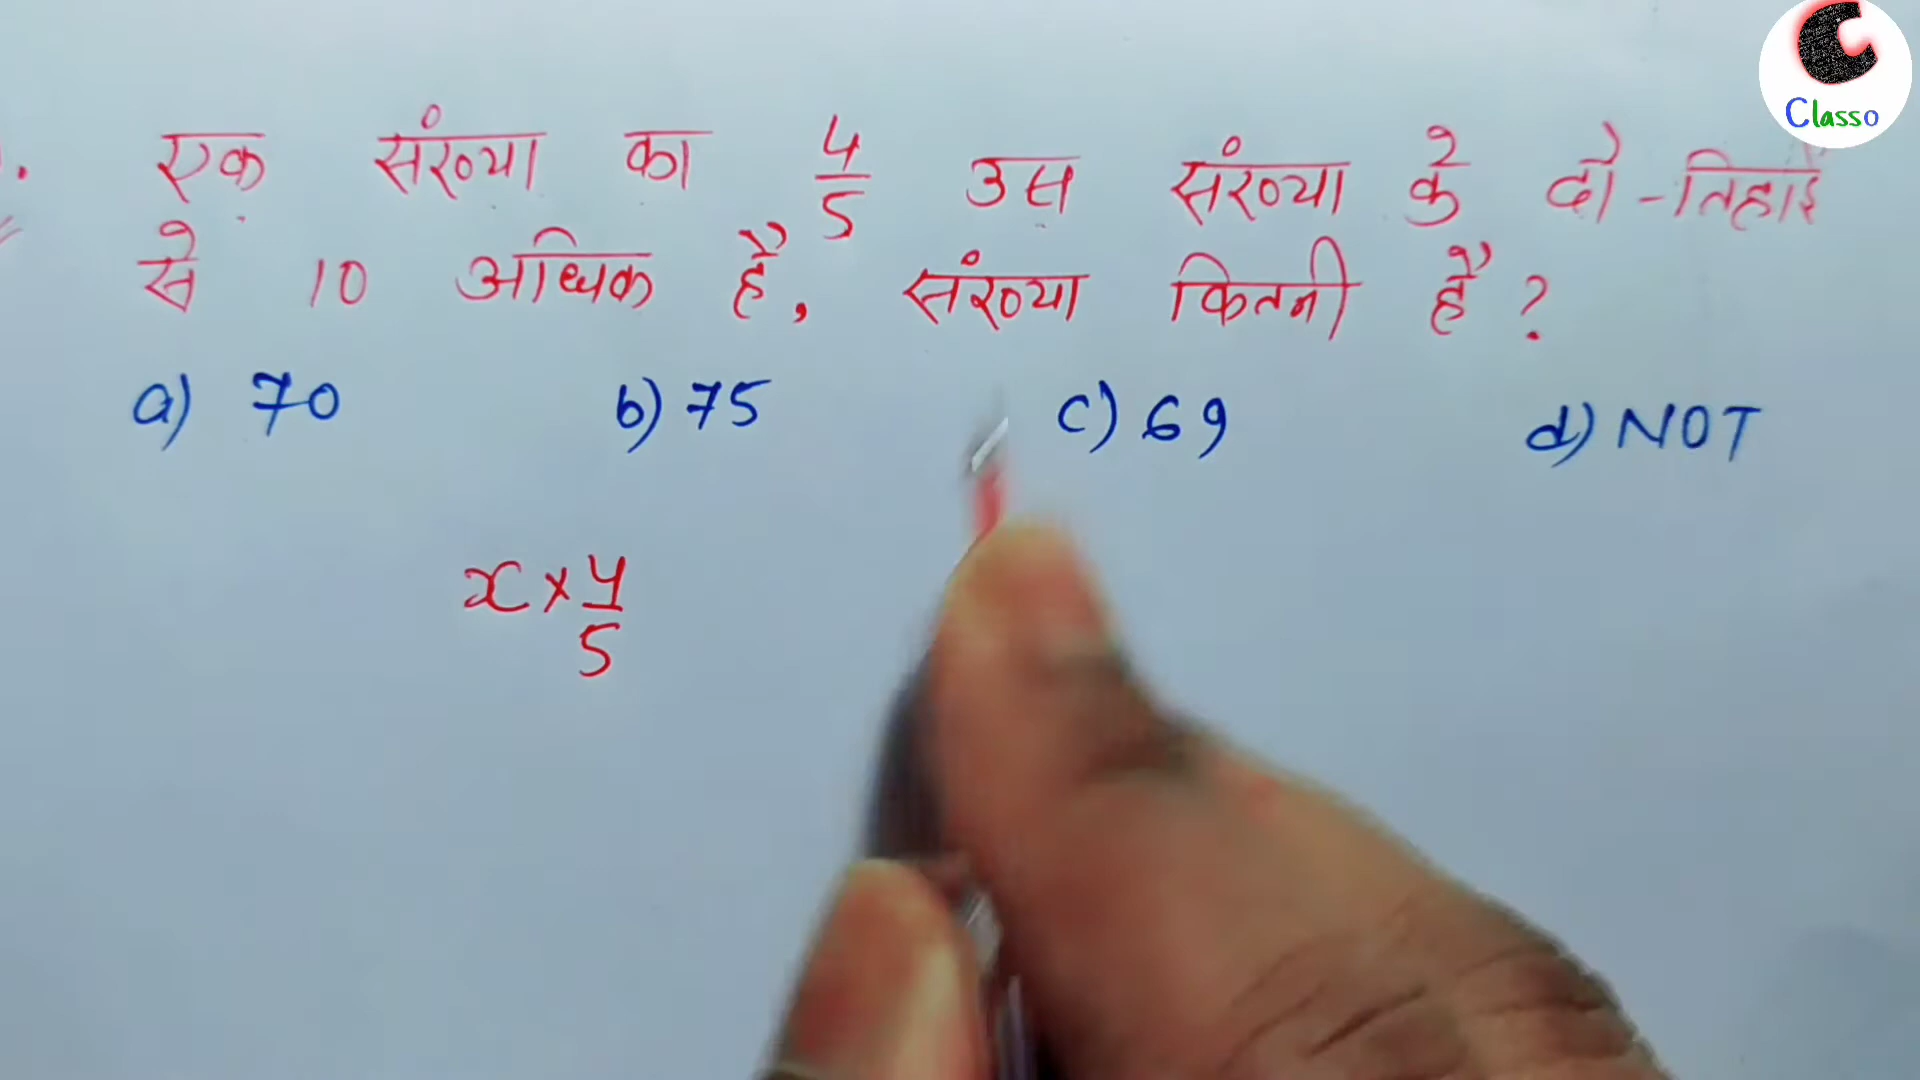 Classo
एक संख्या का 4/5 उस संख्या के दो-तिहाई
से 10 अधिक है, संख्या कितनी है ?
a) 70 b) 75 c) 69 d) NOT
x × 4/5